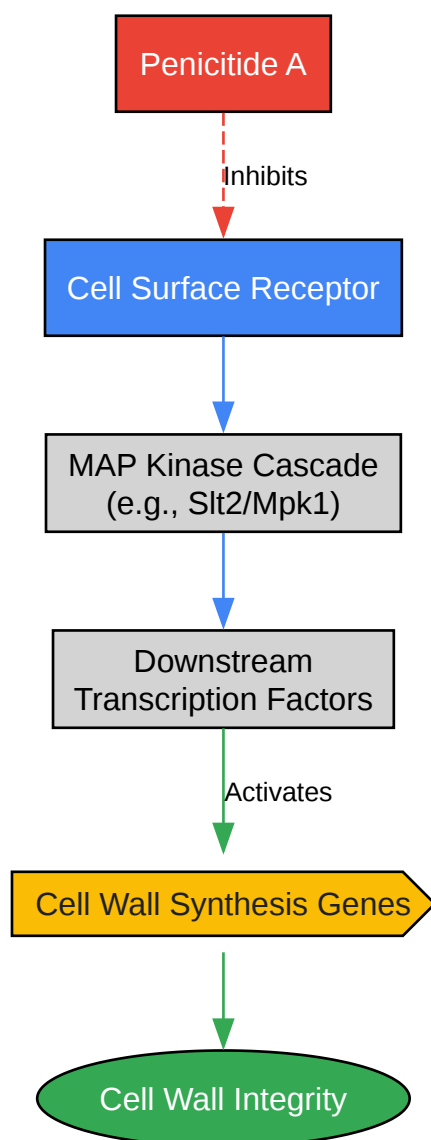 Penicitide A
Inhibits
Cell Surface Receptor
MAP Kinase Cascade
(e.g., Slt2/Mpk1)
Downstream
Transcription Factors
Activates
Cell Wall Synthesis Genes
Cell Wall Integrity